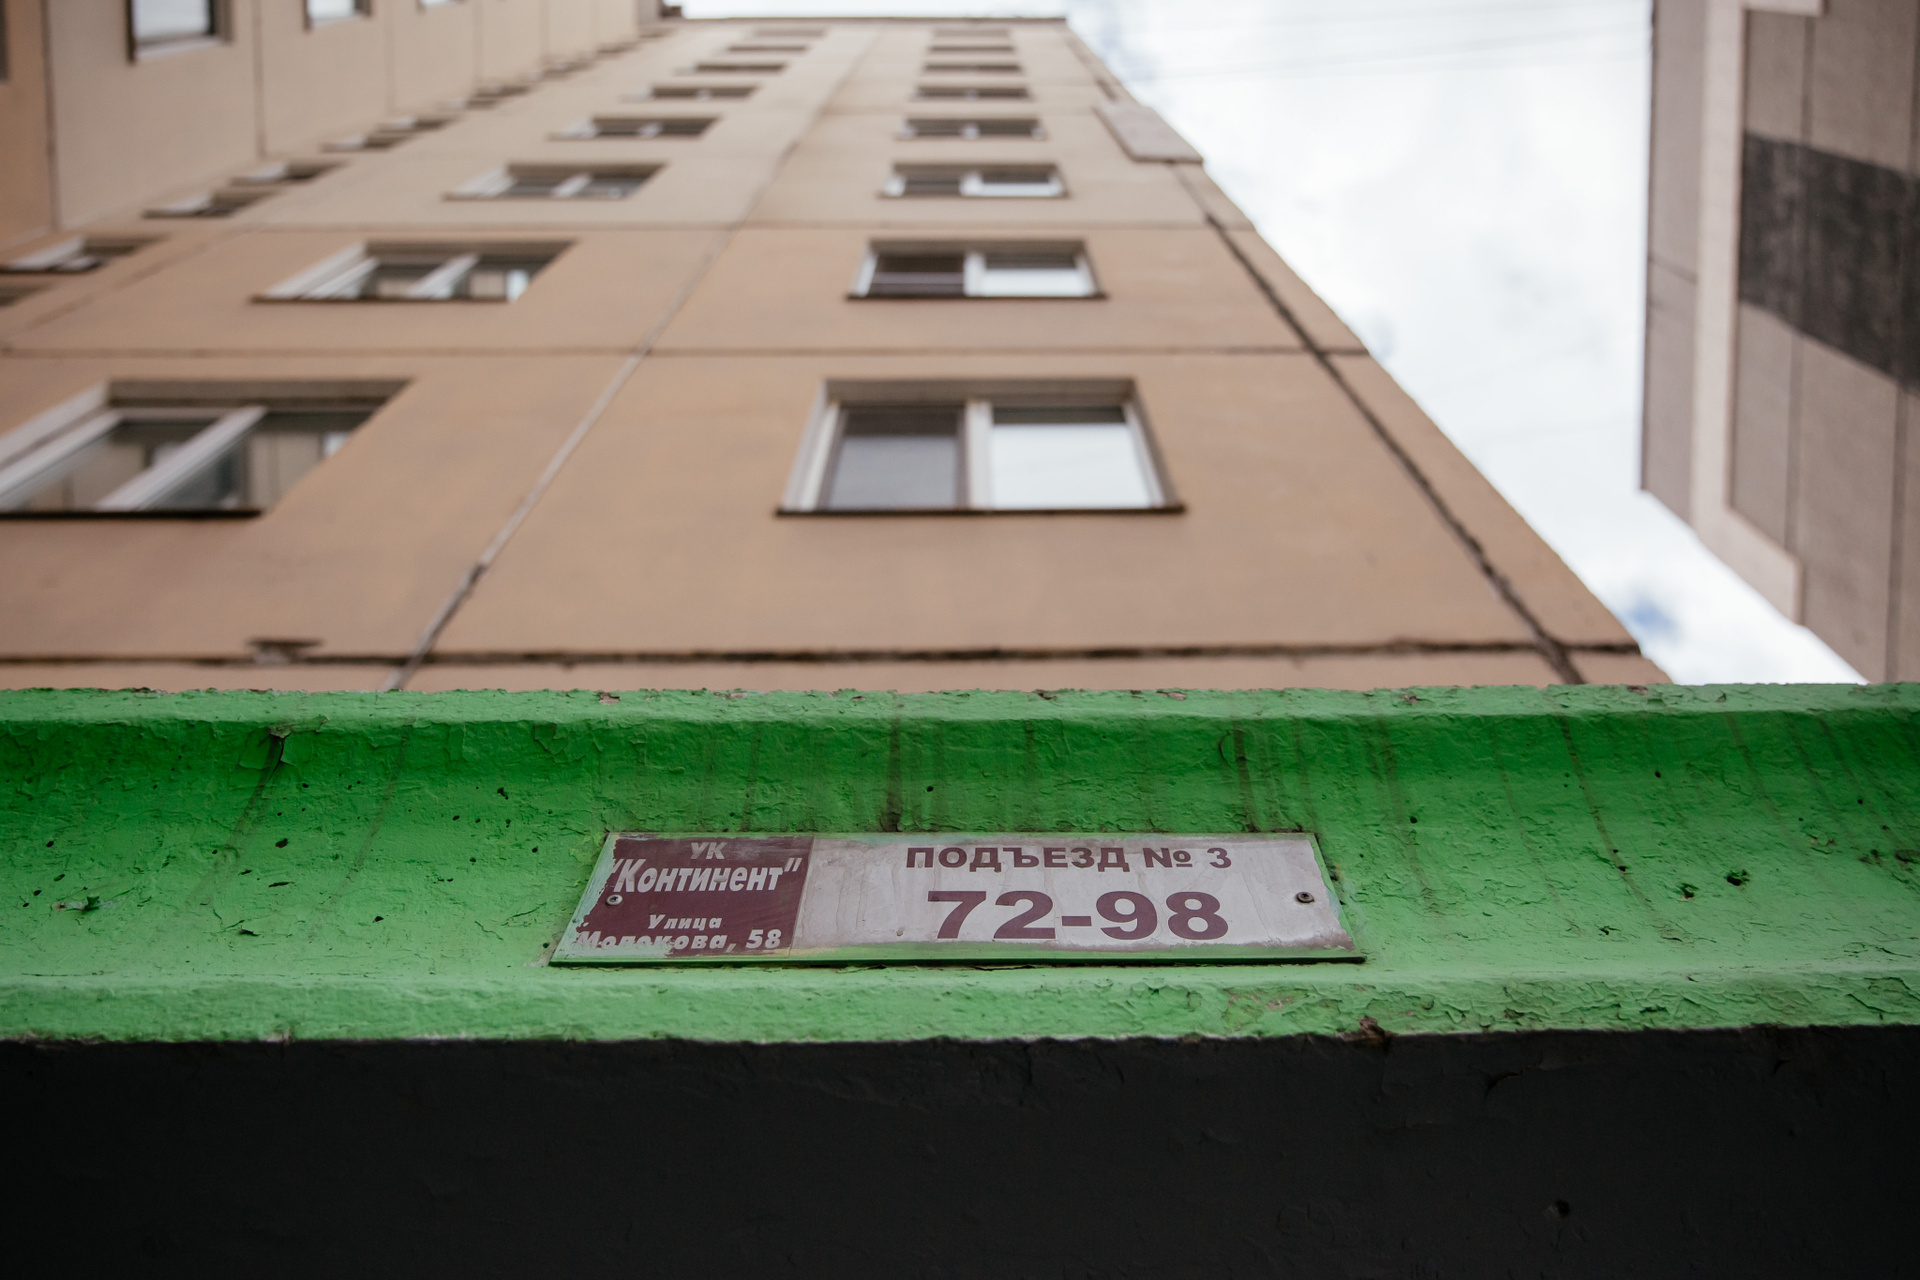 УК
"Континент"
Улица
Молокова, 58
ПОДЪЕЗД № 3
72-98